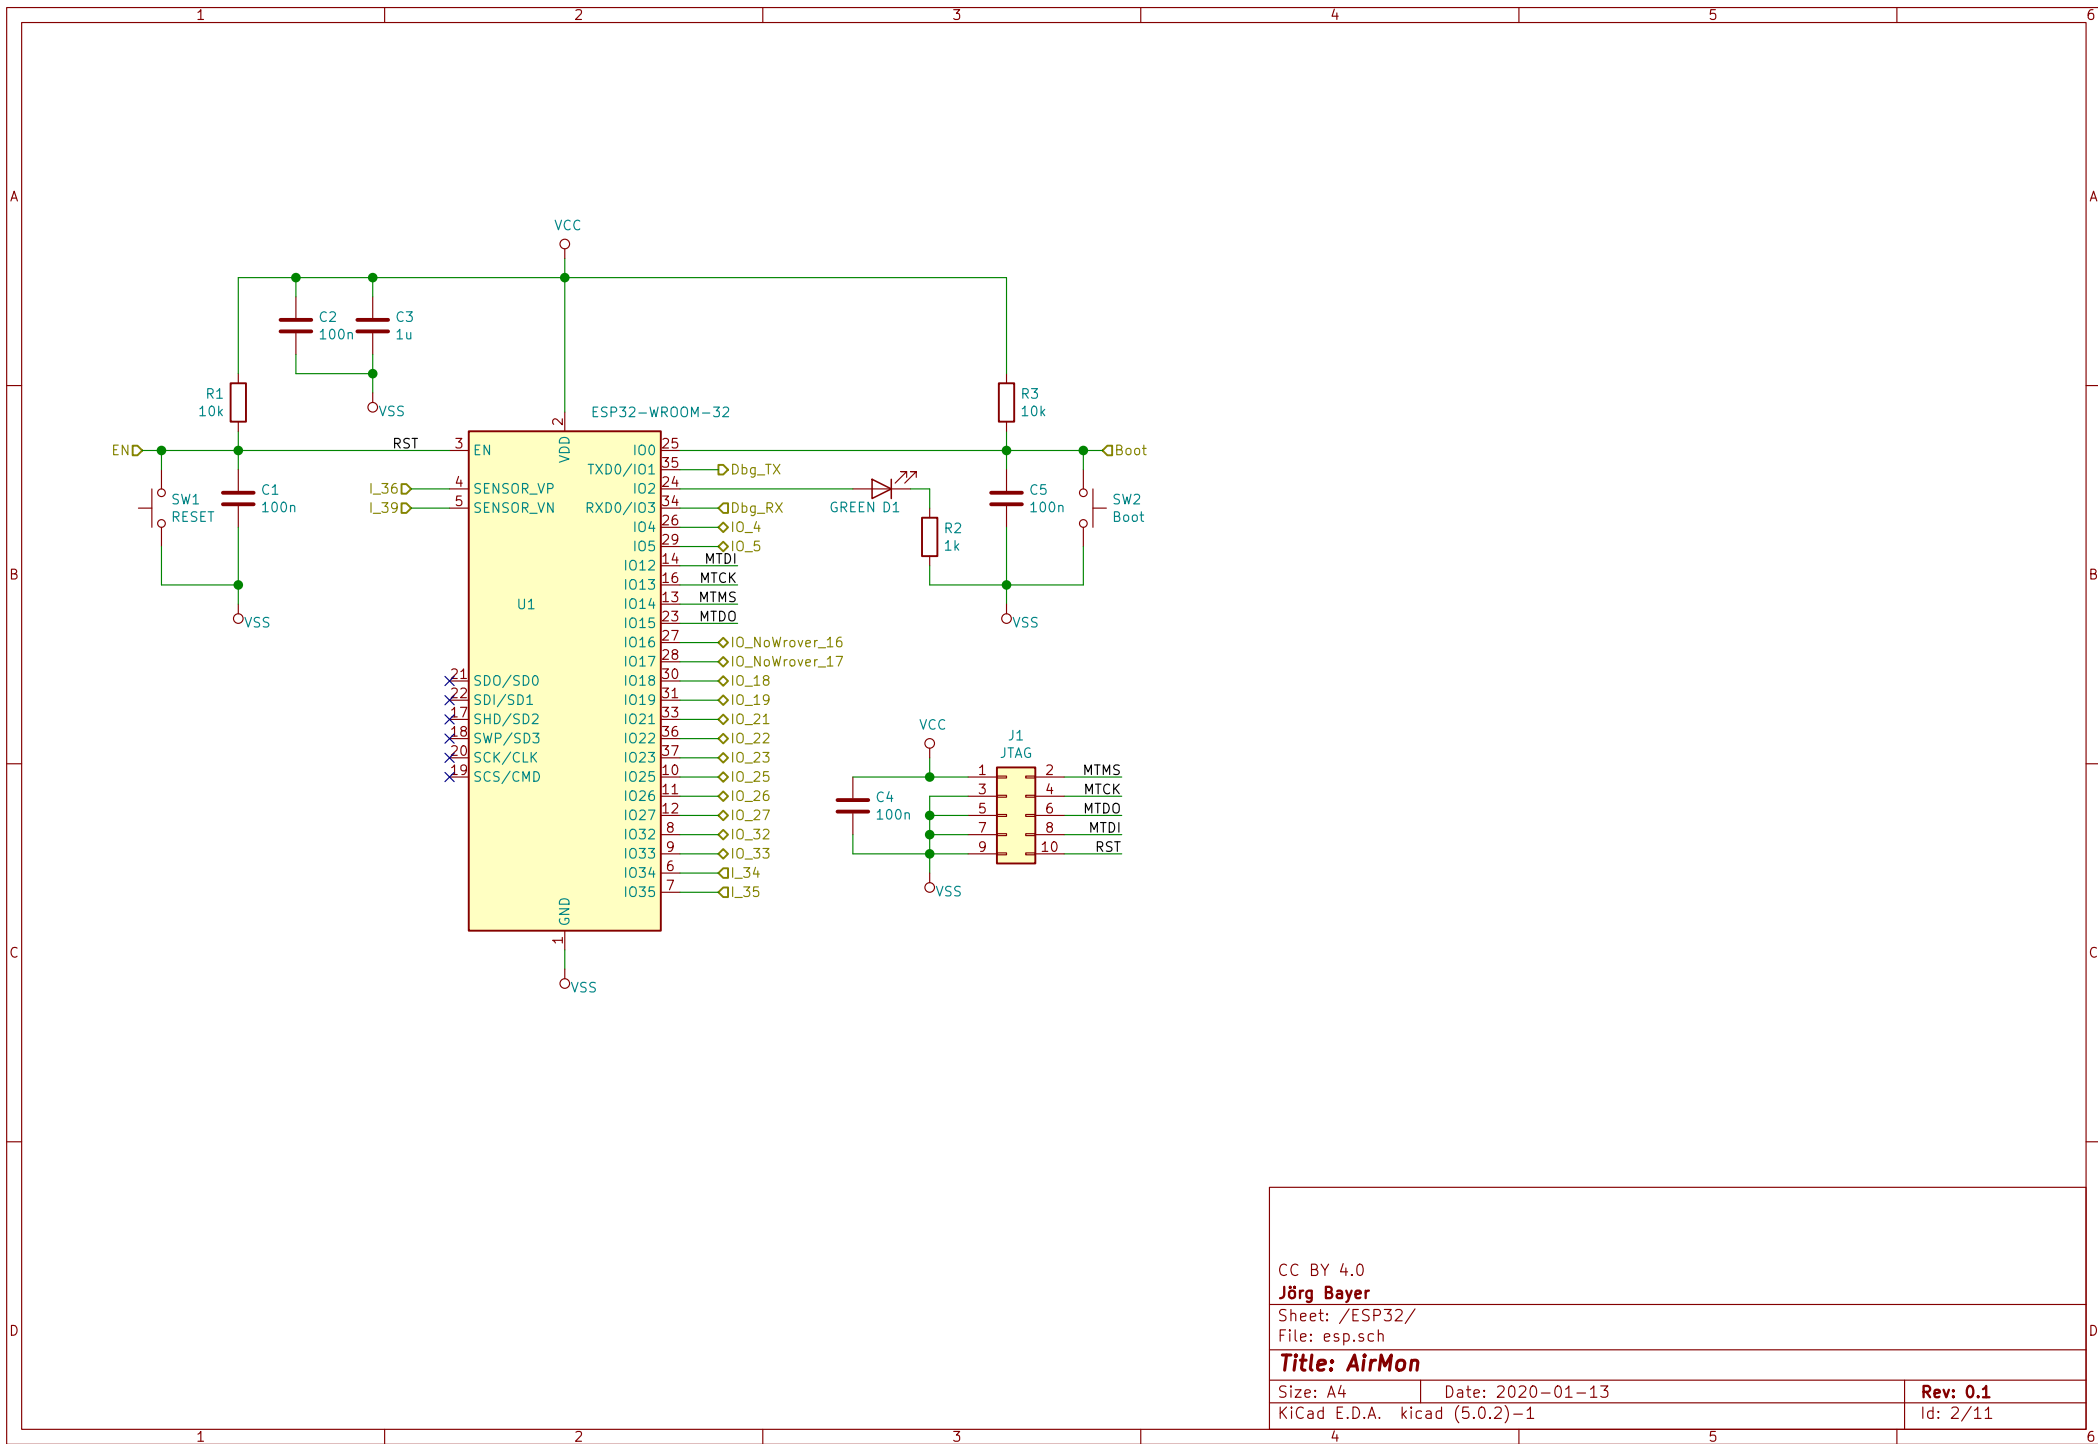 1 2 3 4 5 6
A A
VCC
C2
100n
C3
1u
R1
10k
VSS
ESP32-WROOM-32
R3
10k
EN
RST
3 EN
2 VDD
IO0 25
Boot
TXD0/IO1 35 Dbg_TX
I_36 4 SENSOR_VP
IO2 24
I_39 5 SENSOR_VN
RXD0/IO3 34 Dbg_RX
SW1
RESET
C1
100n
GREEN D1
R2
1k
C5
100n
SW2
Boot
IO4 26 IO_4
IO5 29 IO_5
IO12 14 MTDI
IO13 16 MTCK
IO14 13 MTMS
IO15 23 MTDO
U1
VSS
VSS
B B
IO16 27 IO_NoWrover_16
IO17 28 IO_NoWrover_17
21 SDO/SD0
IO18 30 IO_18
22 SDI/SD1
IO19 31 IO_19
17 SHD/SD2
IO21 33 IO_21
18 SWP/SD3
IO22 36 IO_22
20 SCK/CLK
IO23 37 IO_23
19 SCS/CMD
IO25 10 IO_25
IO26 11 IO_26
IO27 12 IO_27
IO32 8 IO_32
IO33 9 IO_33
IO34 6 I_34
IO35 7 I_35
GND
1
VSS
VCC
J1
JTAG
1 2 MTMS
3 4 MTCK
5 6 MTDO
7 8 MTDI
9 10 RST
C4
100n
VSS
C C
CC BY 4.0
Jörg Bayer
Sheet: /ESP32/
File: esp.sch
Title: AirMon
Size: A4 Date: 2020-01-13 Rev: 0.1
KiCad E.D.A. kicad (5.0.2)-1 Id: 2/11
D D
1 2 3 4 5 6